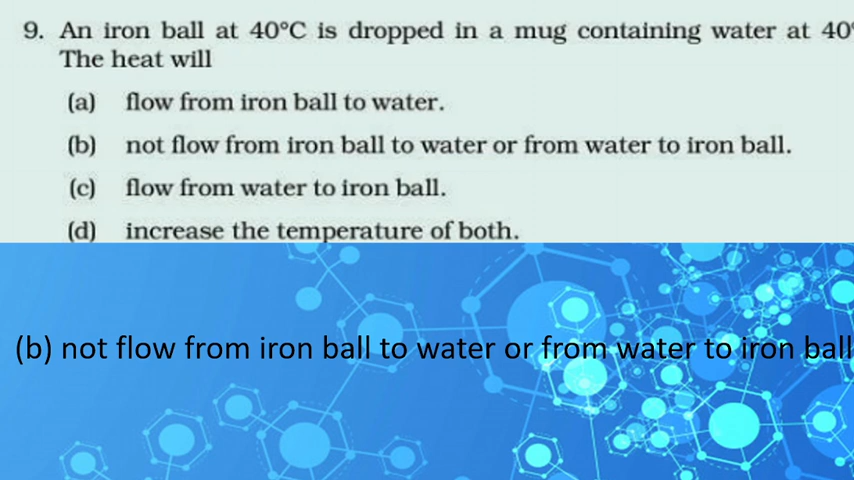 9. An iron ball at 40°C is dropped in a mug containing water at 40°
The heat will
(a) flow from iron ball to water.
(b) not flow from iron ball to water or from water to iron ball.
(c) flow from water to iron ball.
(d) increase the temperature of both.
(b) not flow from iron ball to water or from water to iron ball